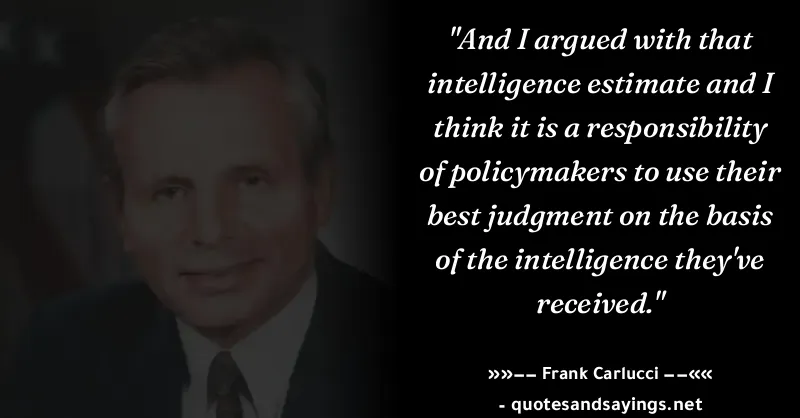 "And I argued with that
intelligence estimate and I
think it is a responsibility
of policymakers to use their
best judgment on the basis
of the intelligence they've
received."
»»–– Frank Carlucci ––««
- quotesandsayings.net